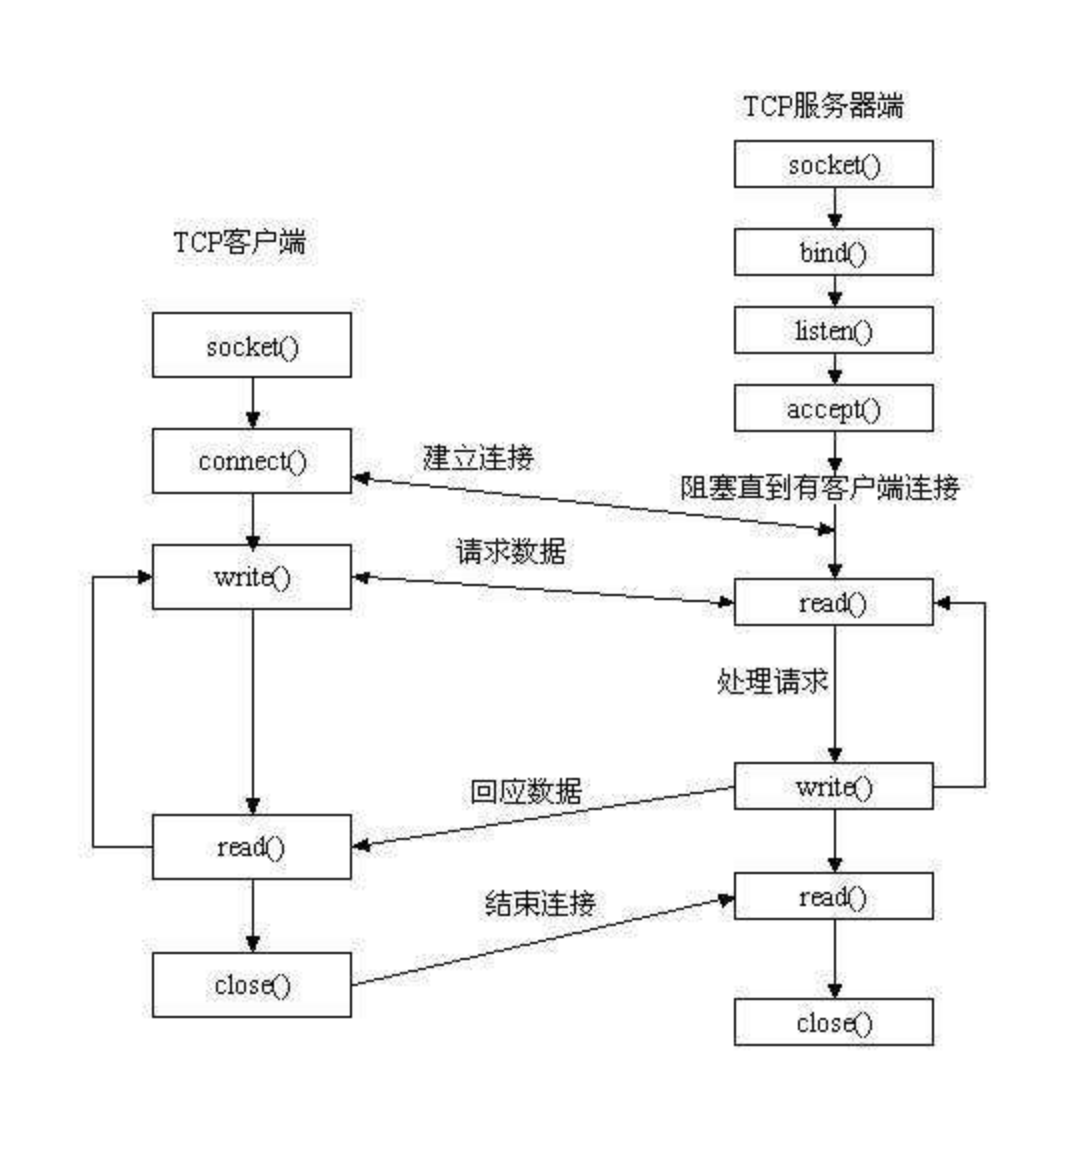 TCP服务器端
socket()
bind()
TCP客户端
listen()
socket()
accept()
connect()
建立连接
阻塞直到有客户端连接
请求数据
write()
read()
处理请求
回应数据
write()
read()
结束连接
read()
close()
close()